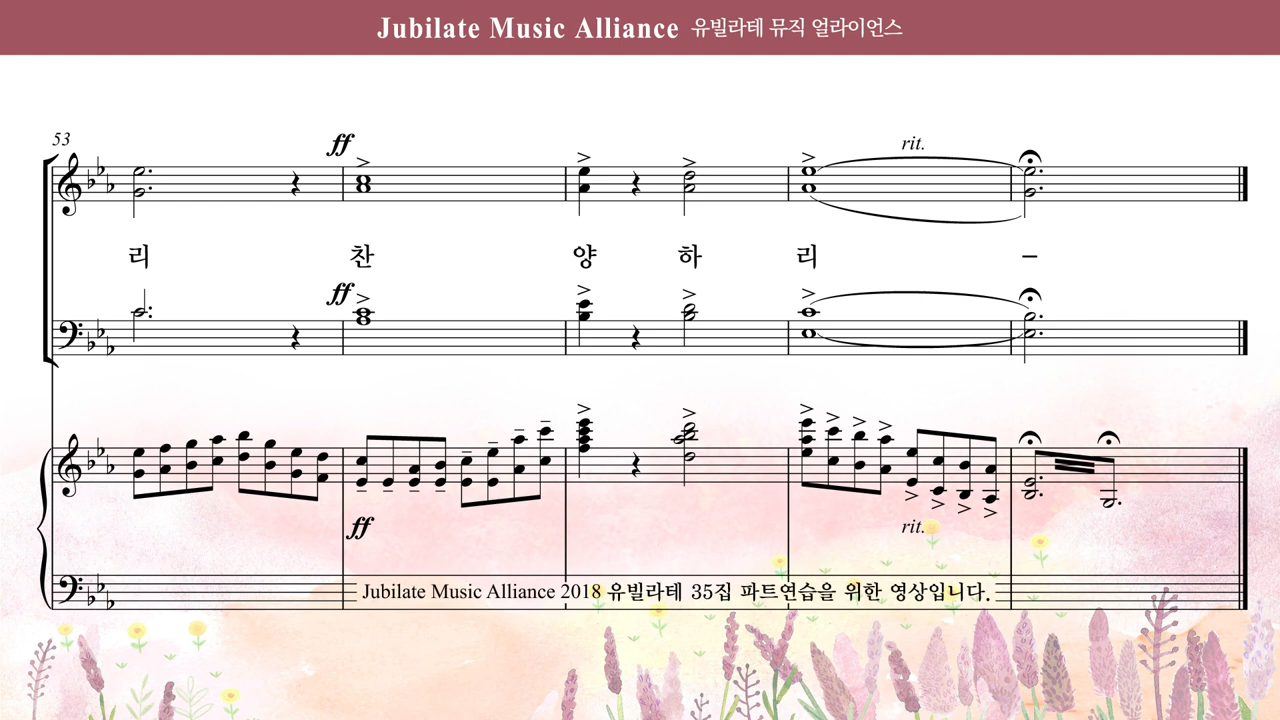 Jubilate Music Alliance 유빌라테 뮤직 얼라이언스
53
ff
rit.
리 찬 양 하 리 –
ff
ff
rit.
Jubilate Music Alliance 2018 유빌라테 35집 파트연습을 위한 영상입니다.